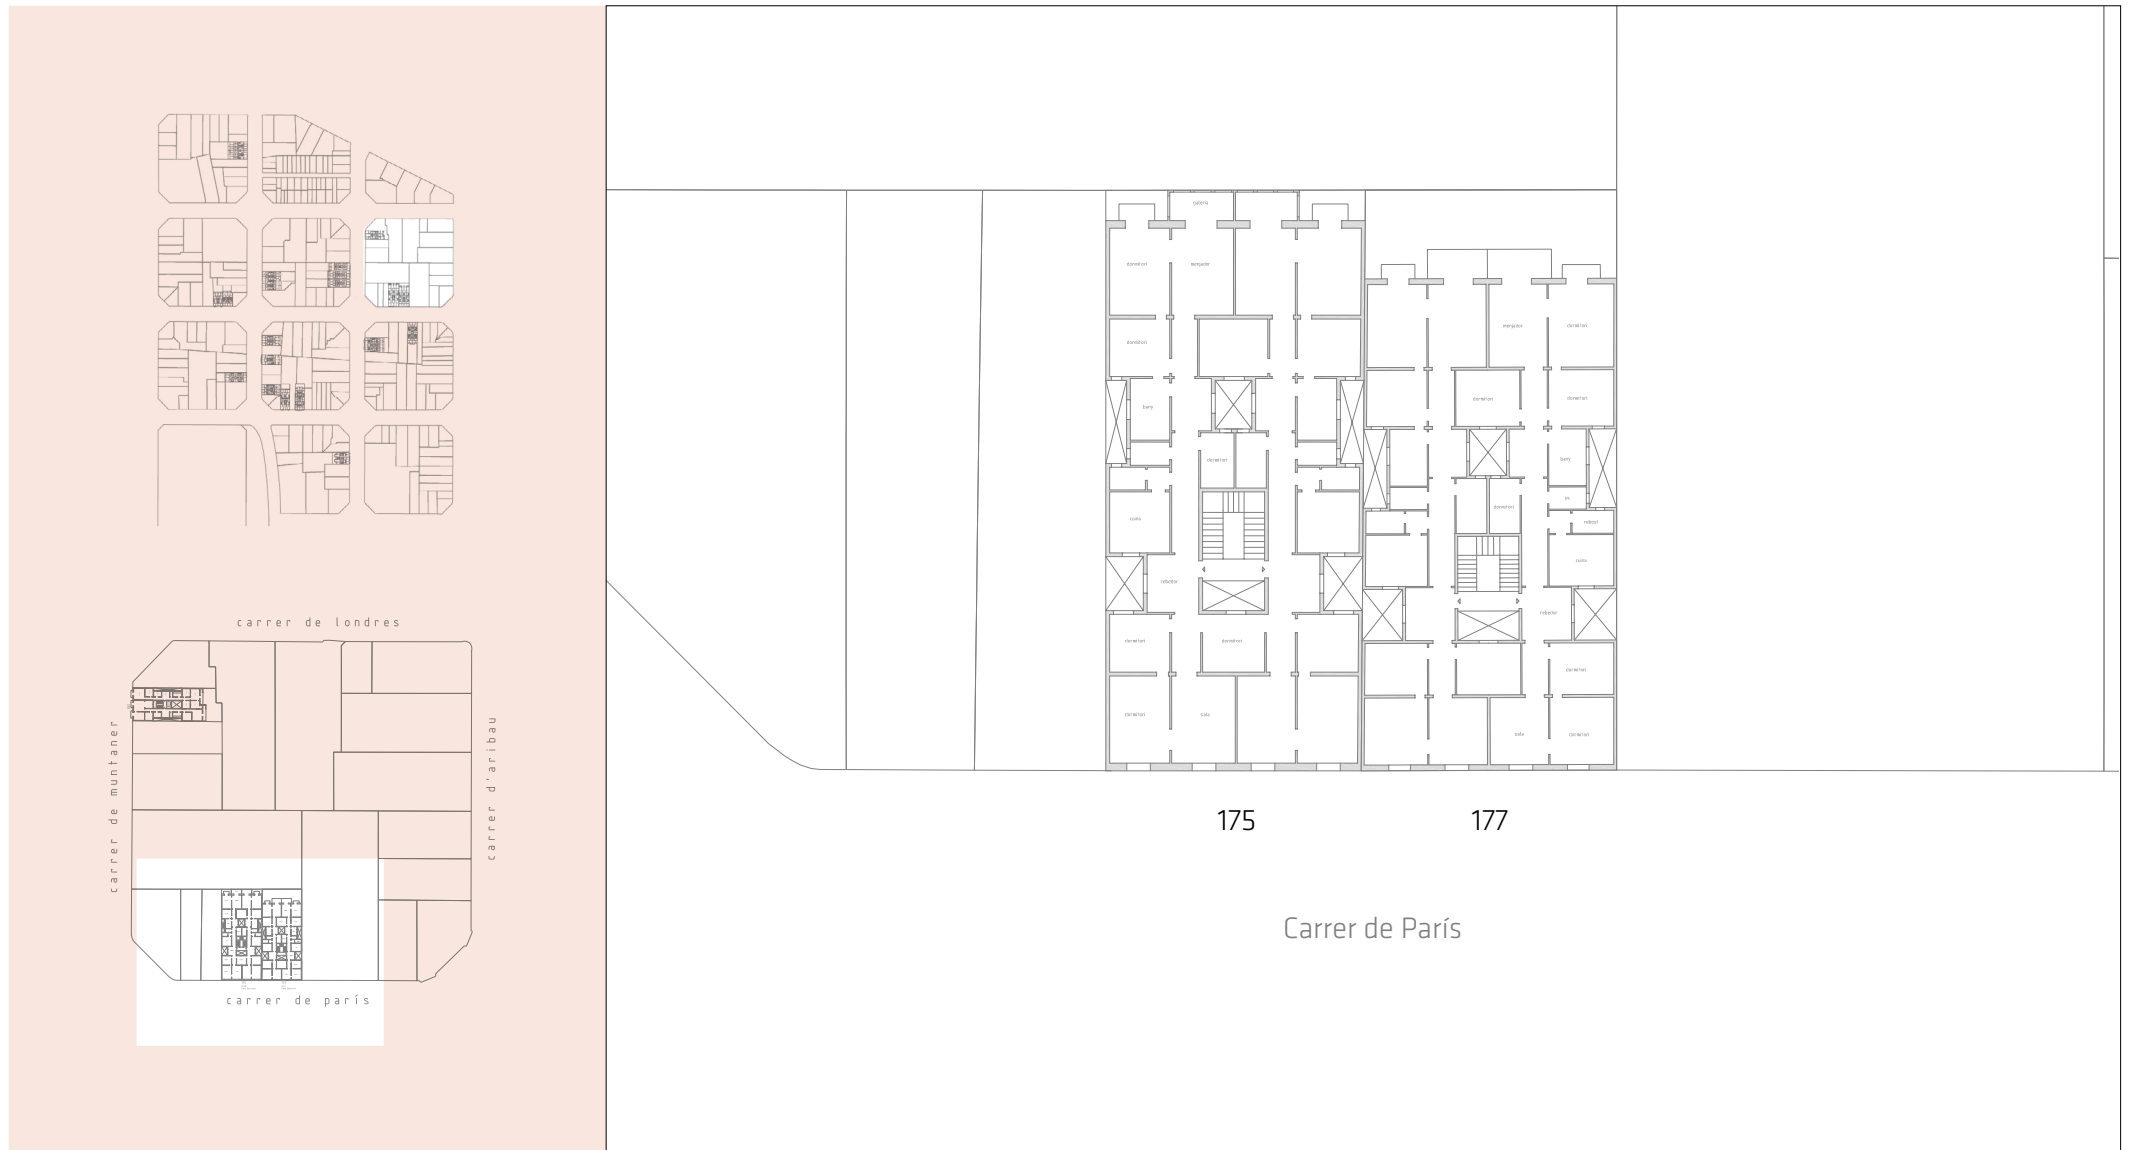 carrer de londres
carrer de muntaner
carrer d'aribau
carrer de parís
galeria
dormitori
menjador
dormitori
bany
dormitori
cuina
rebedor
dormitori
dormitori
dormitori
sala
menjador
dormitori
dormitori
dormitori
bany
wc
dormitori
rebost
cuina
rebedor
dormitori
sala
dormitori
175
177
Carrer de París